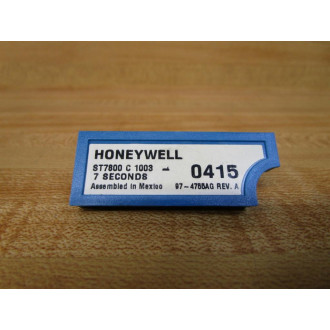 HONEYWELL
ST7800 C 1003
0415
7 SECONDS
Assembled in Mexico 97-4755AG REV. A